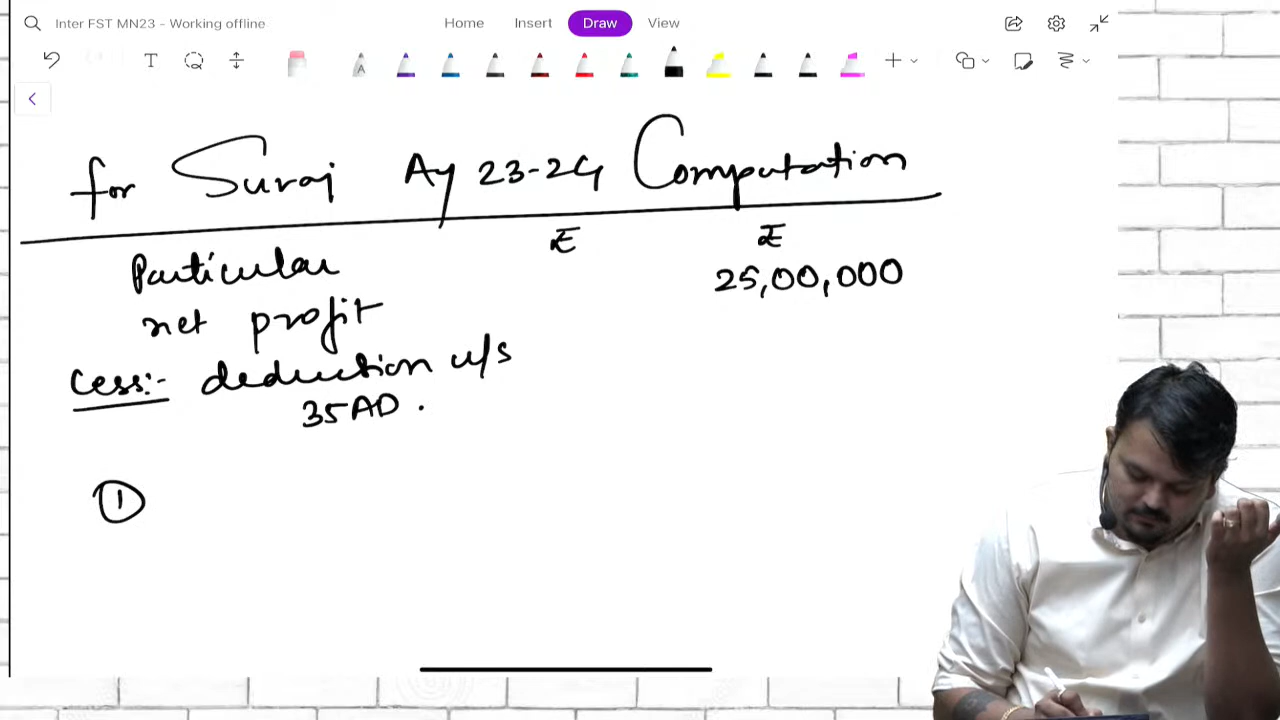 Inter FST MN23 - Working offline
Home Insert Draw View
for Suraj Ay 23-24 Computation
₹ ₹
Particular
25,00,000
net profit
Less:- deduction u/s
35AD.
①